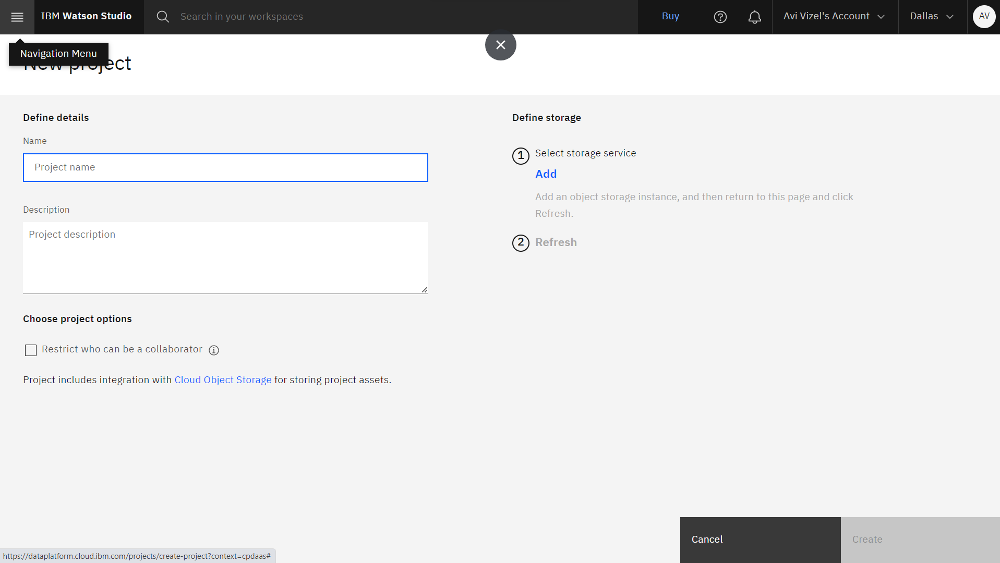 IBM Watson Studio
Search in your workspaces
Buy
Avi Vizel's Account
Dallas
AV
Navigation Menu
New project
Define details
Name
Project name
Description
Project description
Choose project options
Restrict who can be a collaborator
Project includes integration with Cloud Object Storage for storing project assets.
Define storage
1 Select storage service
Add
Add an object storage instance, and then return to this page and click
Refresh.
2 Refresh
Cancel
Create
https://dataplatform.cloud.ibm.com/projects/create-project?context=cpdaas#